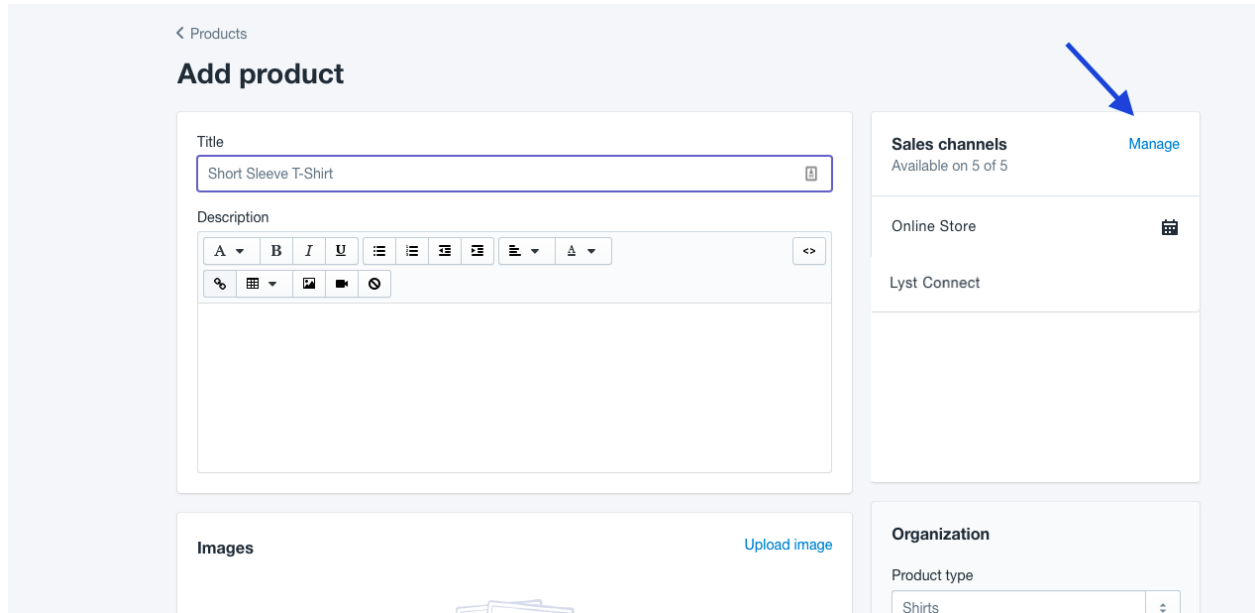 Products
Add product
Title
Short Sleeve T-Shirt
Description
A B I U A <>
Images
Upload image
Sales channels
Manage
Available on 5 of 5
Online Store
Lyst Connect
Organization
Product type
Shirts